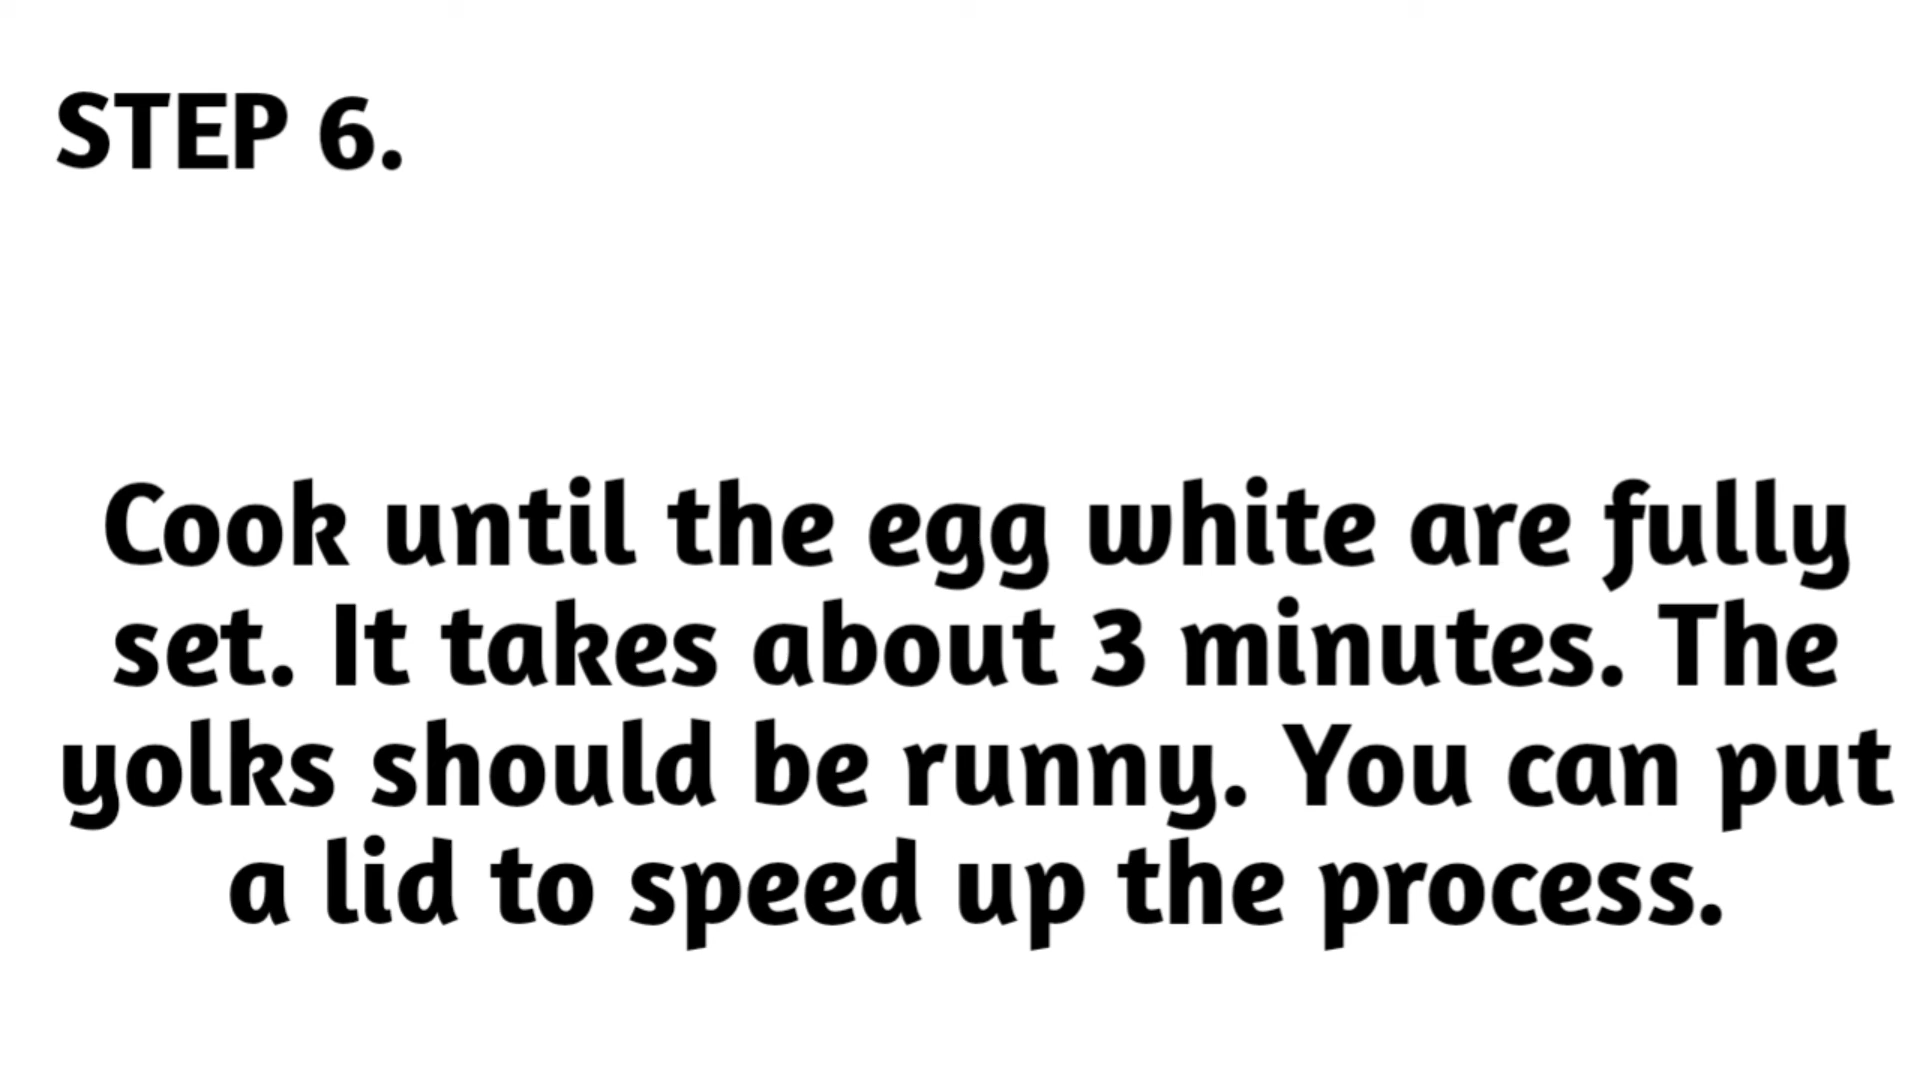 STEP 6.
Cook until the egg white are fully
set. It takes about 3 minutes. The
yolks should be runny. You can put
a lid to speed up the process.